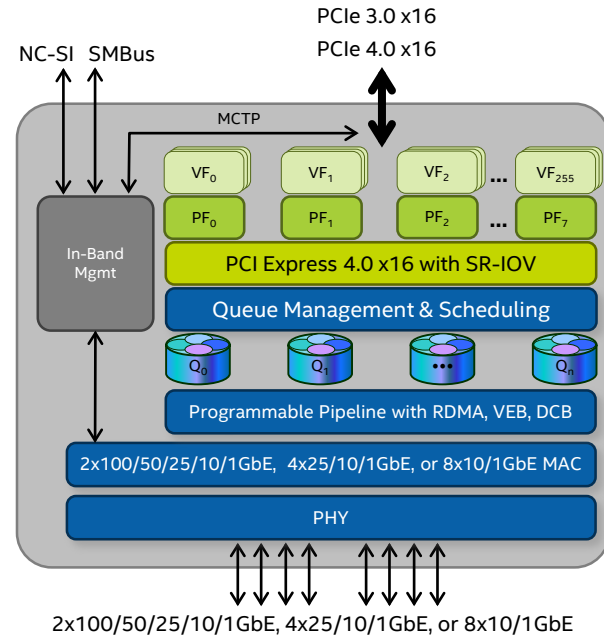 PCIe 3.0 x16
PCIe 4.0 x16
NC-SI SMBus
MCTP
VF0 VF1 VF2 ... VF255
PF0 PF1 PF2 ... PF7
In-Band
Mgmt
PCI Express 4.0 x16 with SR-IOV
Queue Management & Scheduling
Q0 Q1 ... Qn
Programmable Pipeline with RDMA, VEB, DCB
2x100/50/25/10/1GbE, 4x25/10/1GbE, or 8x10/1GbE MAC
PHY
2x100/50/25/10/1GbE, 4x25/10/1GbE, or 8x10/1GbE